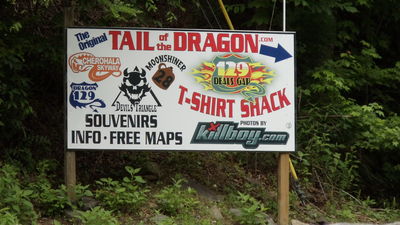 The Original TAIL of the DRAGON.com
CHEROHALA SKYWAY
MOONSHINER
28
129
DEALS GAP
DRAGON 129
DEVILS TRIANGLE
T-SHIRT SHACK
SOUVENIRS
INFO · FREE MAPS
PHOTOS BY
killboy.com